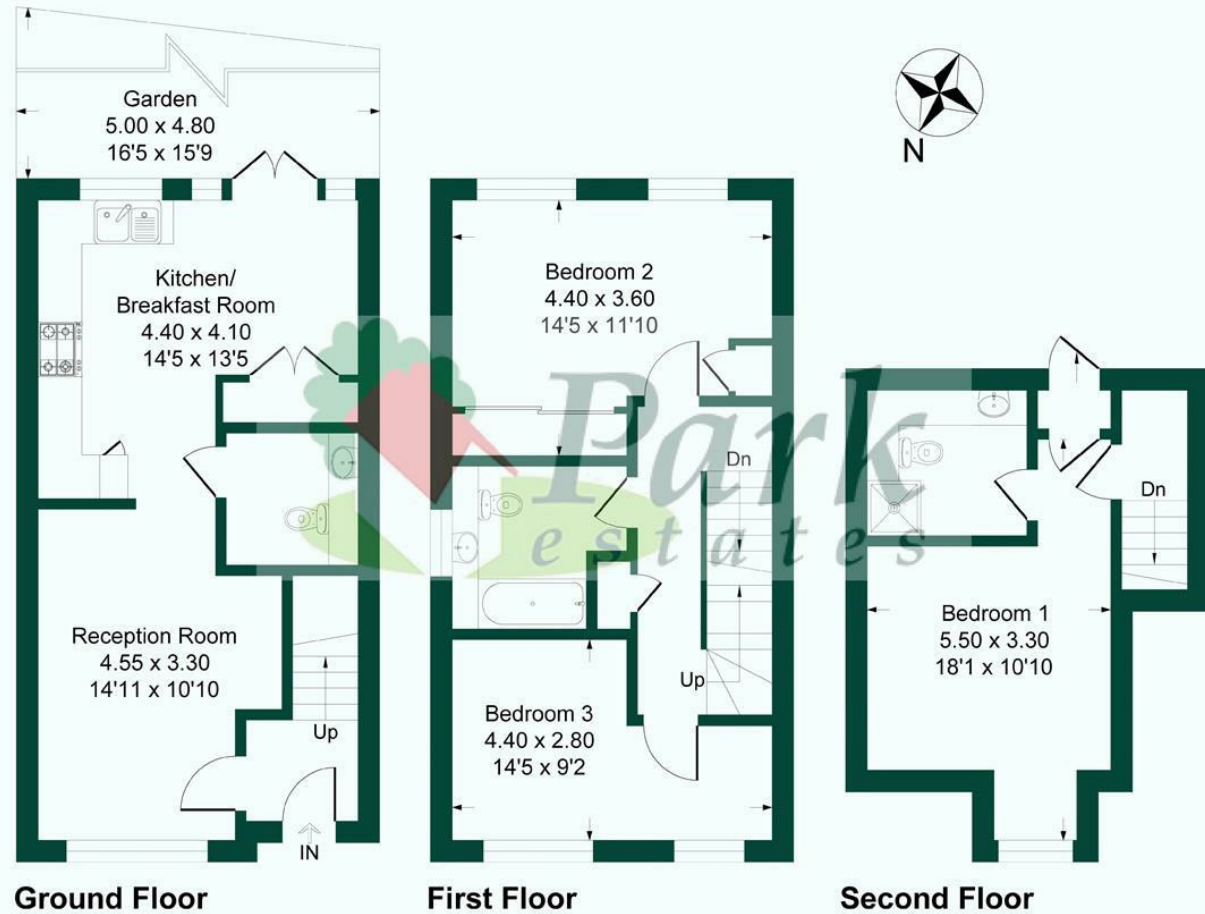 Garden
5.00 x 4.80
16'5 x 15'9
N
Kitchen/
Breakfast Room
4.40 x 4.10
14'5 x 13'5
Bedroom 2
4.40 x 3.60
14'5 x 11'10
Park
estates
Dn
Dn
Reception Room
4.55 x 3.30
14'11 x 10'10
Up
IN
Up
Bedroom 3
4.40 x 2.80
14'5 x 9'2
Bedroom 1
5.50 x 3.30
18'1 x 10'10
Ground Floor
First Floor
Second Floor